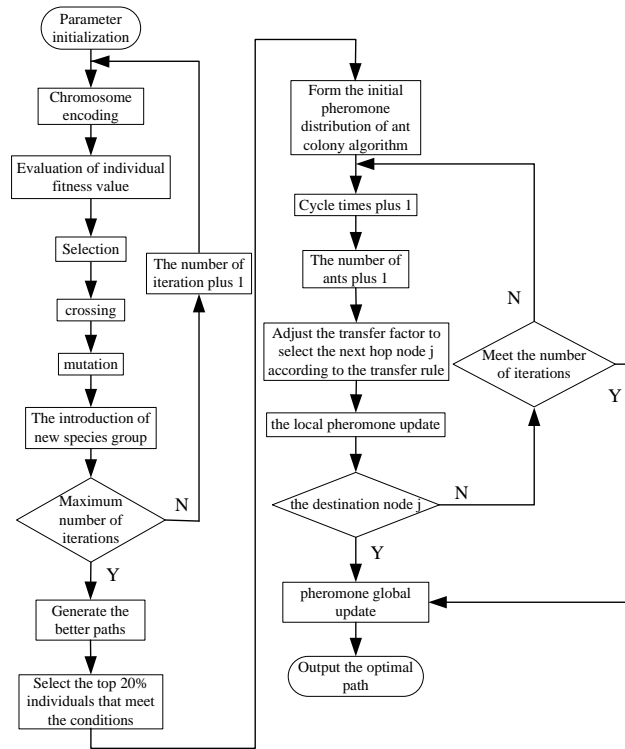 Parameter
initialization
Chromosome
encoding
Evaluation of individual
fitness value
Selection
crossing
mutation
The introduction of
new species group
Maximum
number of
iterations
N
Y
The number of
iteration plus 1
Generate the
better paths
Select the top 20%
individuals that meet
the conditions
Form the initial
pheromone
distribution of ant
colony algorithm
Cycle times plus 1
The number of
ants plus 1
Adjust the transfer factor to
select the next hop node j
according to the transfer rule
the local pheromone update
the destination node j
N
Y
Meet the number
of iterations
N
Y
pheromone global
update
Output the optimal
path